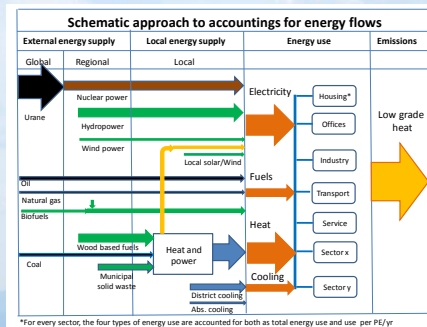 Schematic approach to accountings for energy flows
External energy supply
Local energy supply
Energy use
Emissions
Global
Regional
Local
Nuclear power
Urane
Hydropower
Wind power
Local solar/Wind
Oil
Natural gas
Biofuels
Wood based fuels
Coal
Municipal
solid waste
Heat and
power
District cooling
Abs. cooling
Electricity
Fuels
Heat
Cooling
Housing*
Offices
Industry
Transport
Service
Sector x
Sector y
Low grade
heat
*For every sector, the four types of energy use are accounted for both as total energy use and use per PE/yr